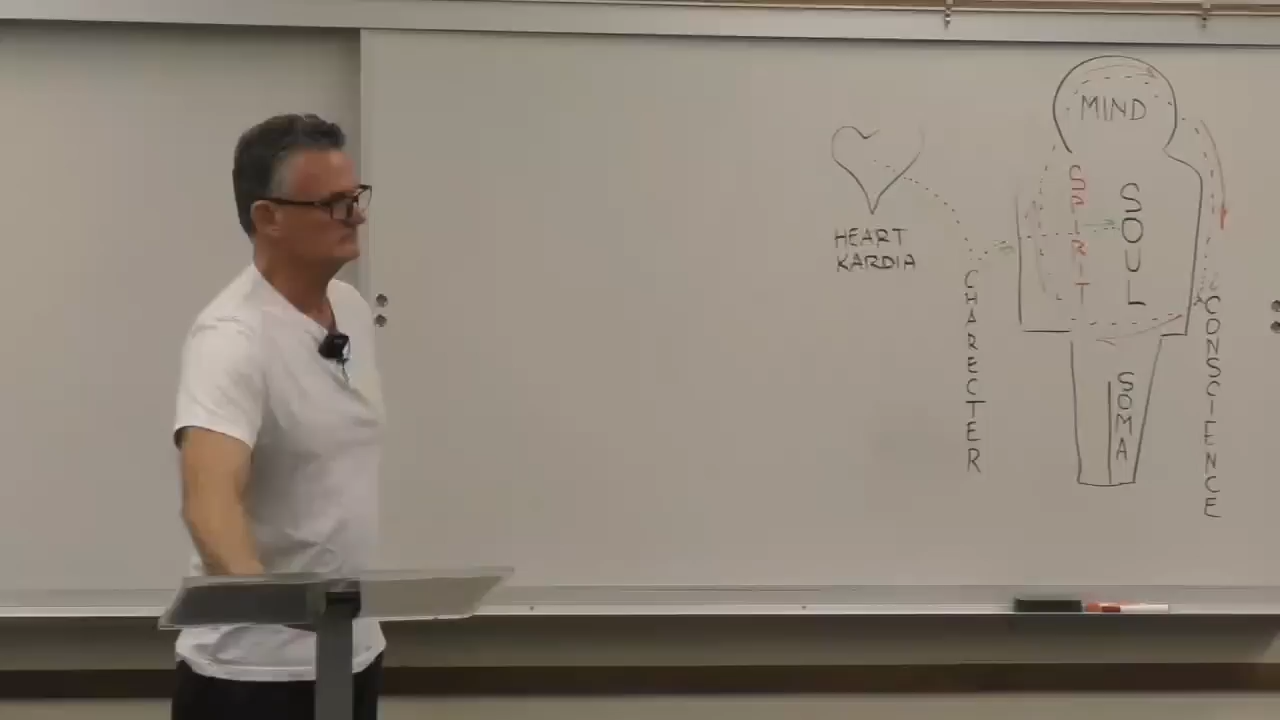 MIND
HEART
KARDIA
SPIRIT
SOUL
CHARECTER
CONSCIENCE
SOMA